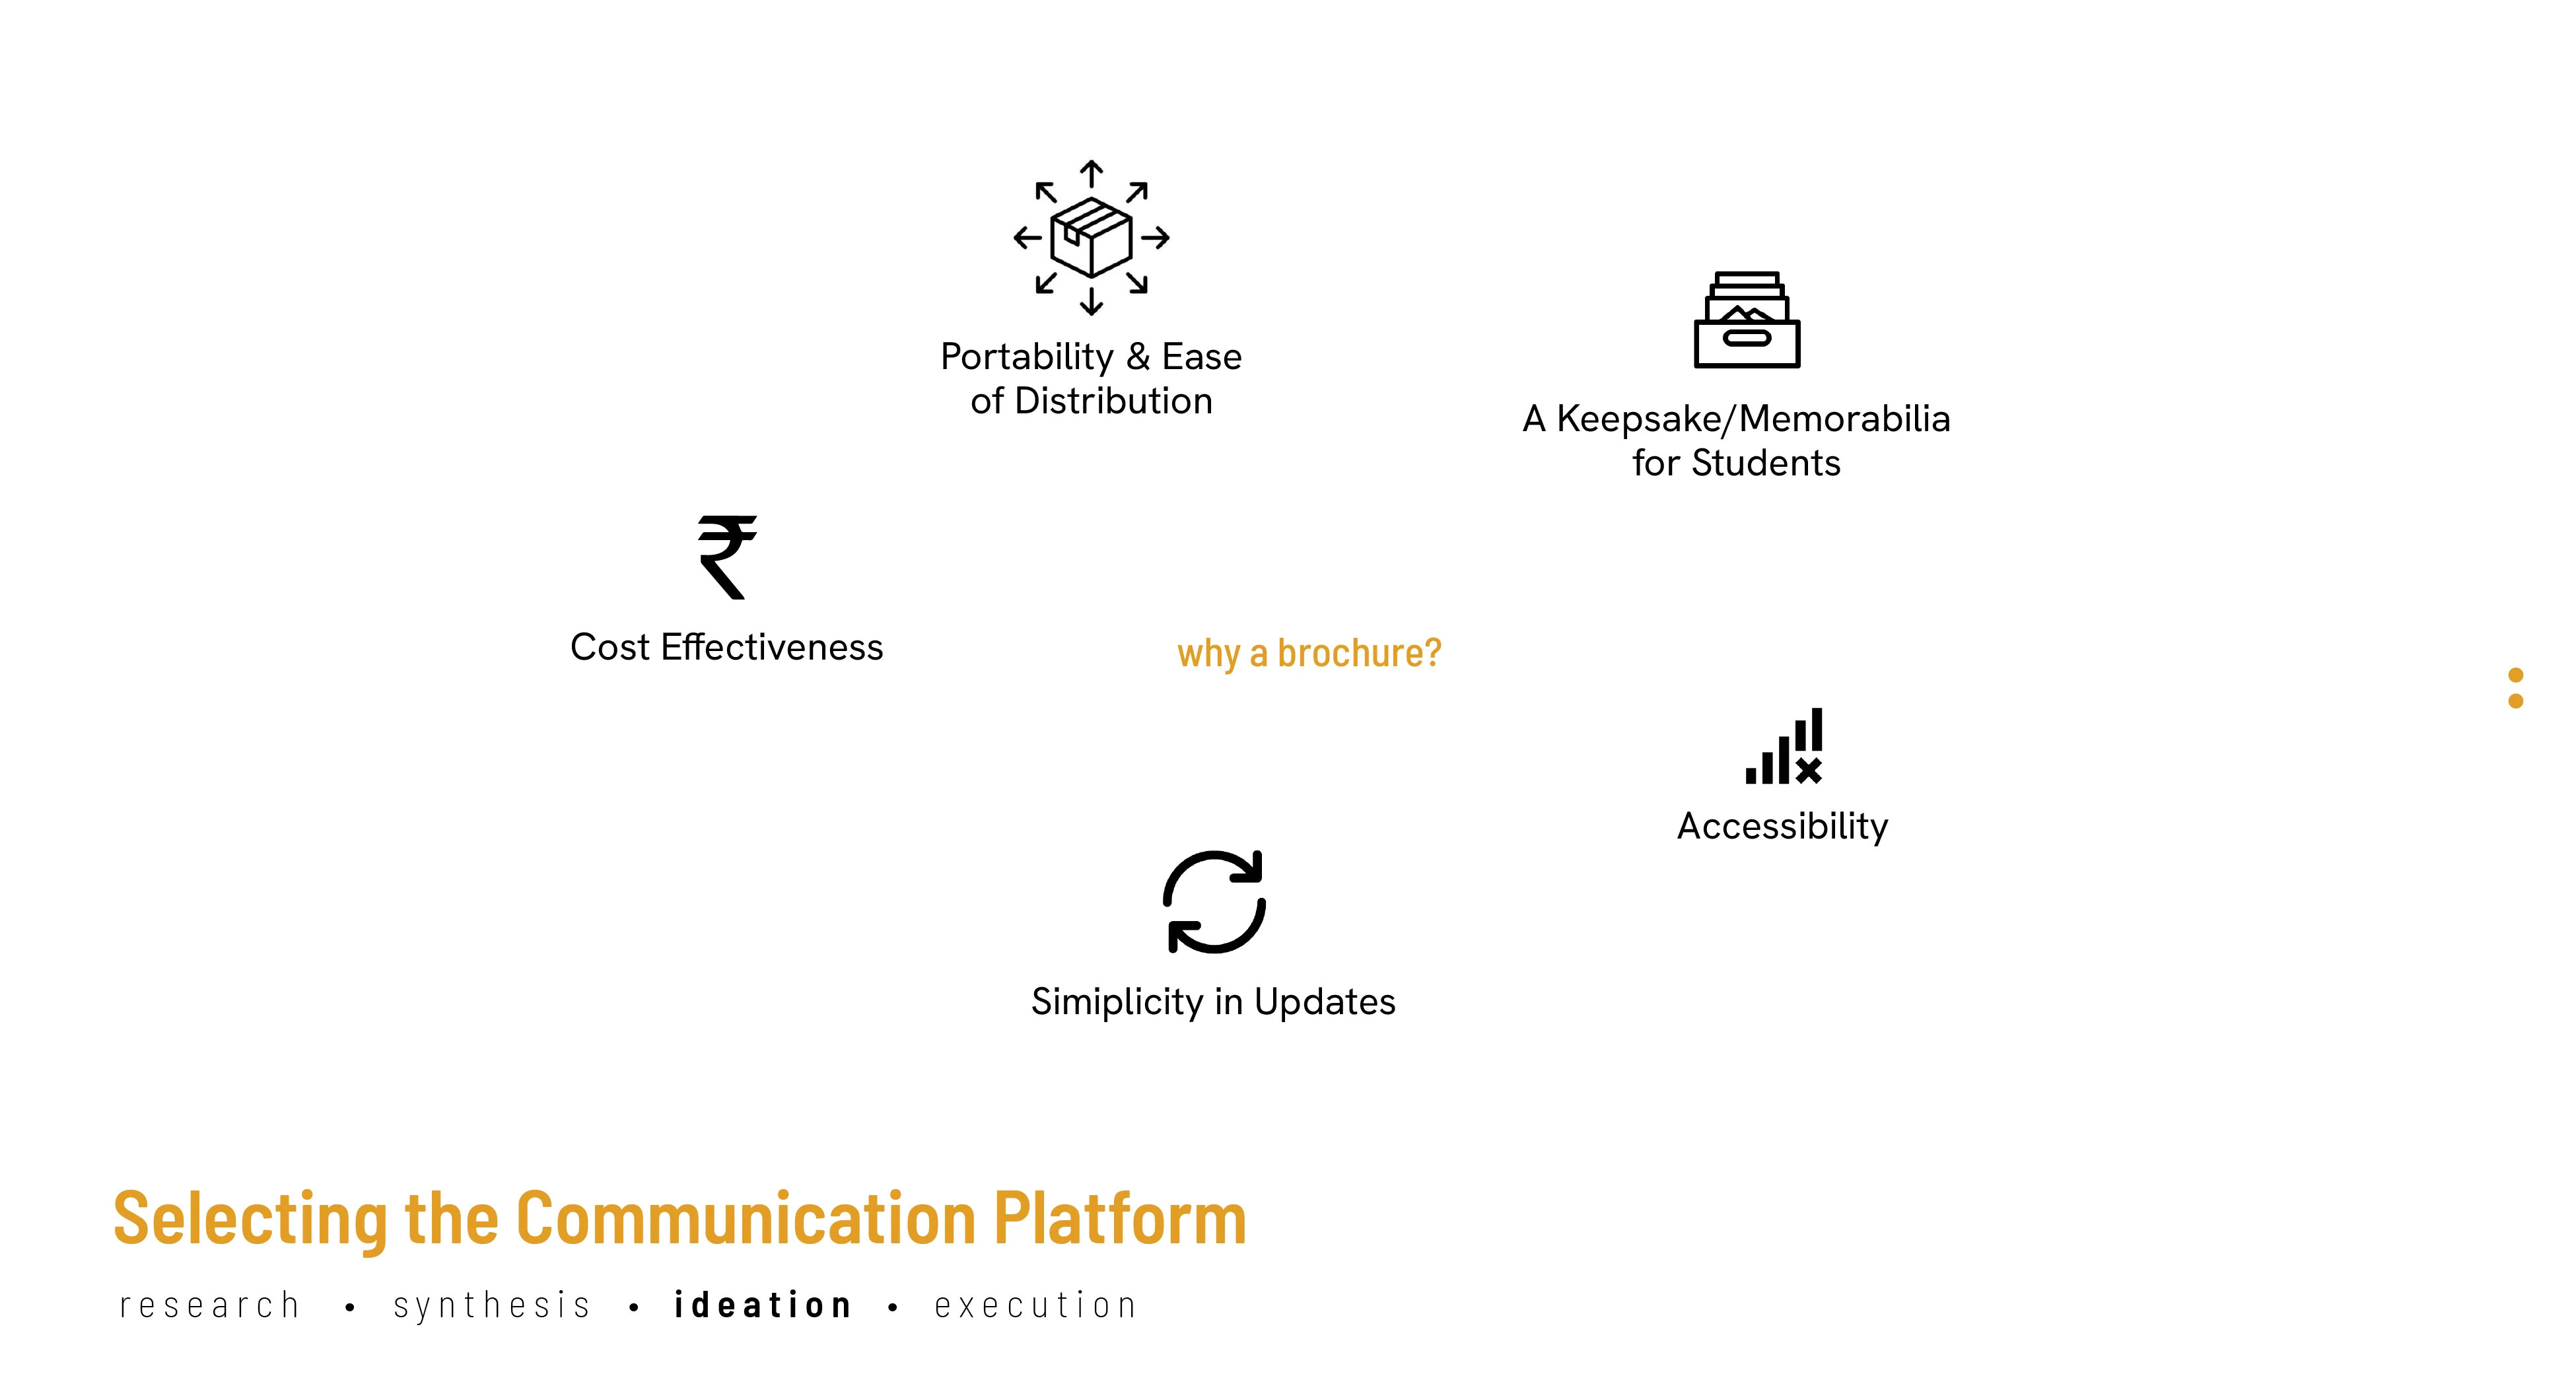 Portability & Ease
of Distribution
A Keepsake/Memorabilia
for Students
₹
Cost Effectiveness
why a brochure?
Accessibility
Simiplicity in Updates
Selecting the Communication Platform
research • synthesis • ideation • execution